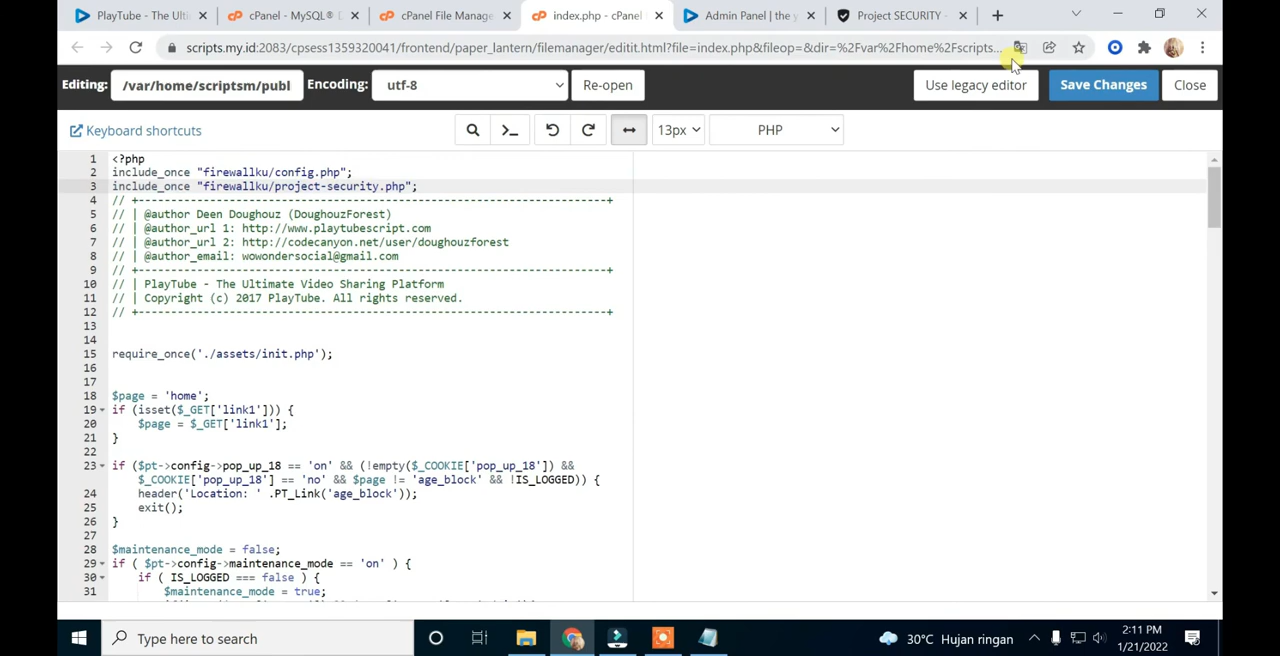 PlayTube - The Ulti
cPanel - MySQL® D
cPanel File Manage
index.php - cPanel
Admin Panel | the y
Project SECURITY -
scripts.my.id:2083/cpsess1359320041/frontend/paper_lantern/filemanager/editit.html?file=index.php&fileop=&dir=%2Fvar%2Fhome%2Fscripts...
Editing: /var/home/scriptsm/publ Encoding: utf-8 Re-open Use legacy editor Save Changes Close
Keyboard shortcuts 13px PHP
1 <?php
2 include_once "firewallku/config.php";
3 include_once "firewallku/project-security.php";
4 // +------------------------------------------------------------------------+
5 // | @author Deen Doughouz (DoughouzForest)
6 // | @author_url 1: http://www.playtubescript.com
7 // | @author_url 2: http://codecanyon.net/user/doughouzforest
8 // | @author_email: wowondersocial@gmail.com
9 // +------------------------------------------------------------------------+
10 // | PlayTube - The Ultimate Video Sharing Platform
11 // | Copyright (c) 2017 PlayTube. All rights reserved.
12 // +------------------------------------------------------------------------+
13
14
15 require_once('./assets/init.php');
16
17
18 $page = 'home';
19 if (isset($_GET['link1'])) {
20 $page = $_GET['link1'];
21 }
22
23 if ($pt->config->pop_up_18 == 'on' && (!empty($_COOKIE['pop_up_18']) &&
$_COOKIE['pop_up_18'] == 'no' && $page != 'age_block' && !IS_LOGGED)) {
24 header('Location: ' .PT_Link('age_block'));
25 exit();
26 }
27
28 $maintenance_mode = false;
29 if ( $pt->config->maintenance_mode == 'on' ) {
30 if ( IS_LOGGED === false ) {
31 $maintenance_mode = true;
Type here to search
30°C Hujan ringan
2:11 PM
1/21/2022